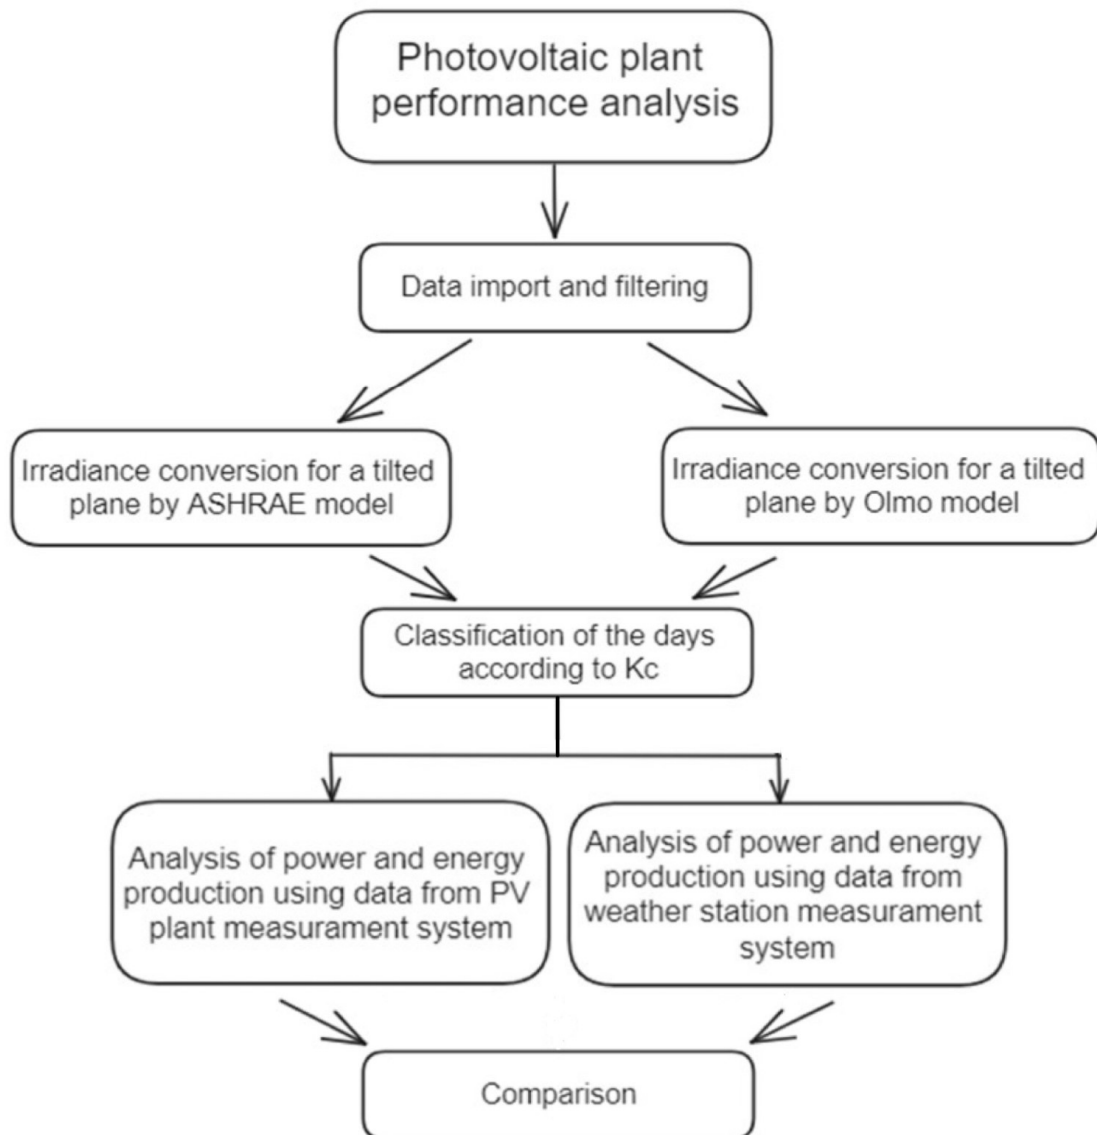 Photovoltaic plant
performance analysis
Data import and filtering
Irradiance conversion for a tilted
plane by ASHRAE model
Irradiance conversion for a tilted
plane by Olmo model
Classification of the days
according to Kc
Analysis of power and energy
production using data from PV
plant measurament system
Analysis of power and energy
production using data from
weather station measurament
system
Comparison